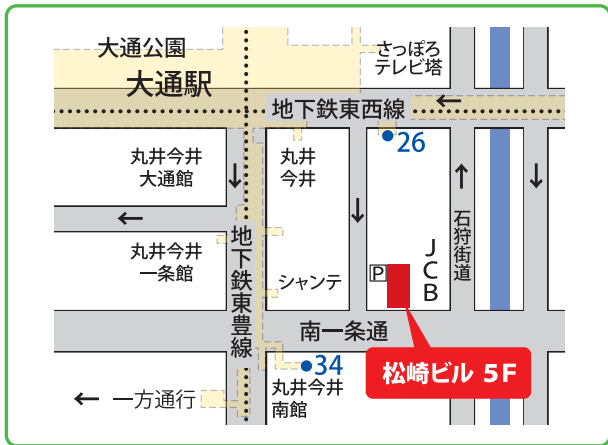 大通公園
大通駅
さっぽろ
テレビ塔
地下鉄東西線
26
丸井今井
大通館
丸井
今井
石狩街道
丸井今井
一条館
地下鉄東豊線
シャンテ
P
JCB
南一条通
34
松崎ビル 5F
丸井今井
南館
一方通行